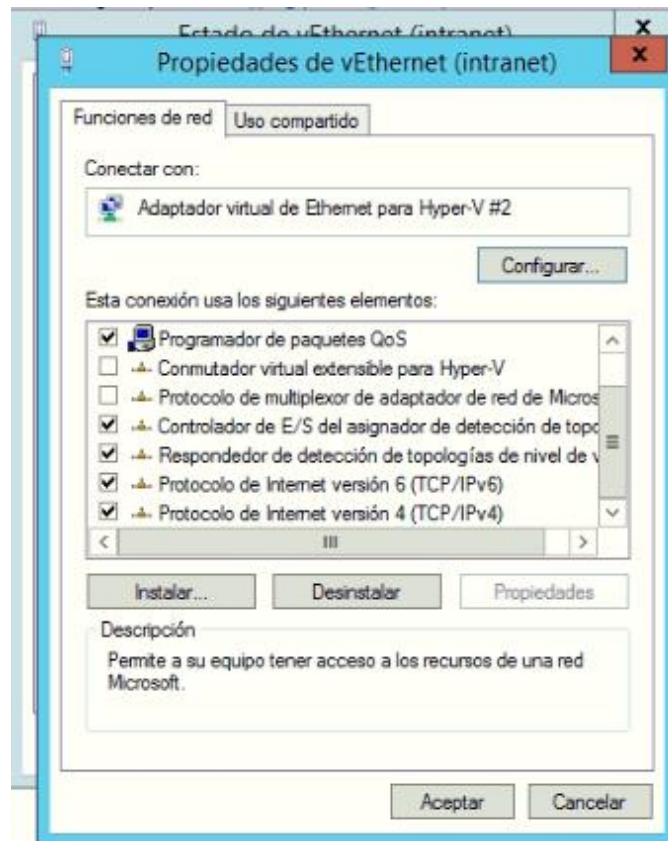 Estado de vEthernet (intranet)
x
Propiedades de vEthernet (intranet)
x
Funciones de red
Uso compartido
Conectar con:
Adaptador virtual de Ethernet para Hyper-V #2
Configurar...
Esta conexión usa los siguientes elementos:
Programador de paquetes QoS
Conmutador virtual extensible para Hyper-V
Protocolo de multiplexor de adaptador de red de Micros
Controlador de E/S del asignador de detección de topo
Respondedor de detección de topologías de nivel de v
Protocolo de Internet versión 6 (TCP/IPv6)
Protocolo de Internet versión 4 (TCP/IPv4)
Instalar...
Desinstalar
Propiedades
Descripción
Permite a su equipo tener acceso a los recursos de una red
Microsoft.
Aceptar
Cancelar